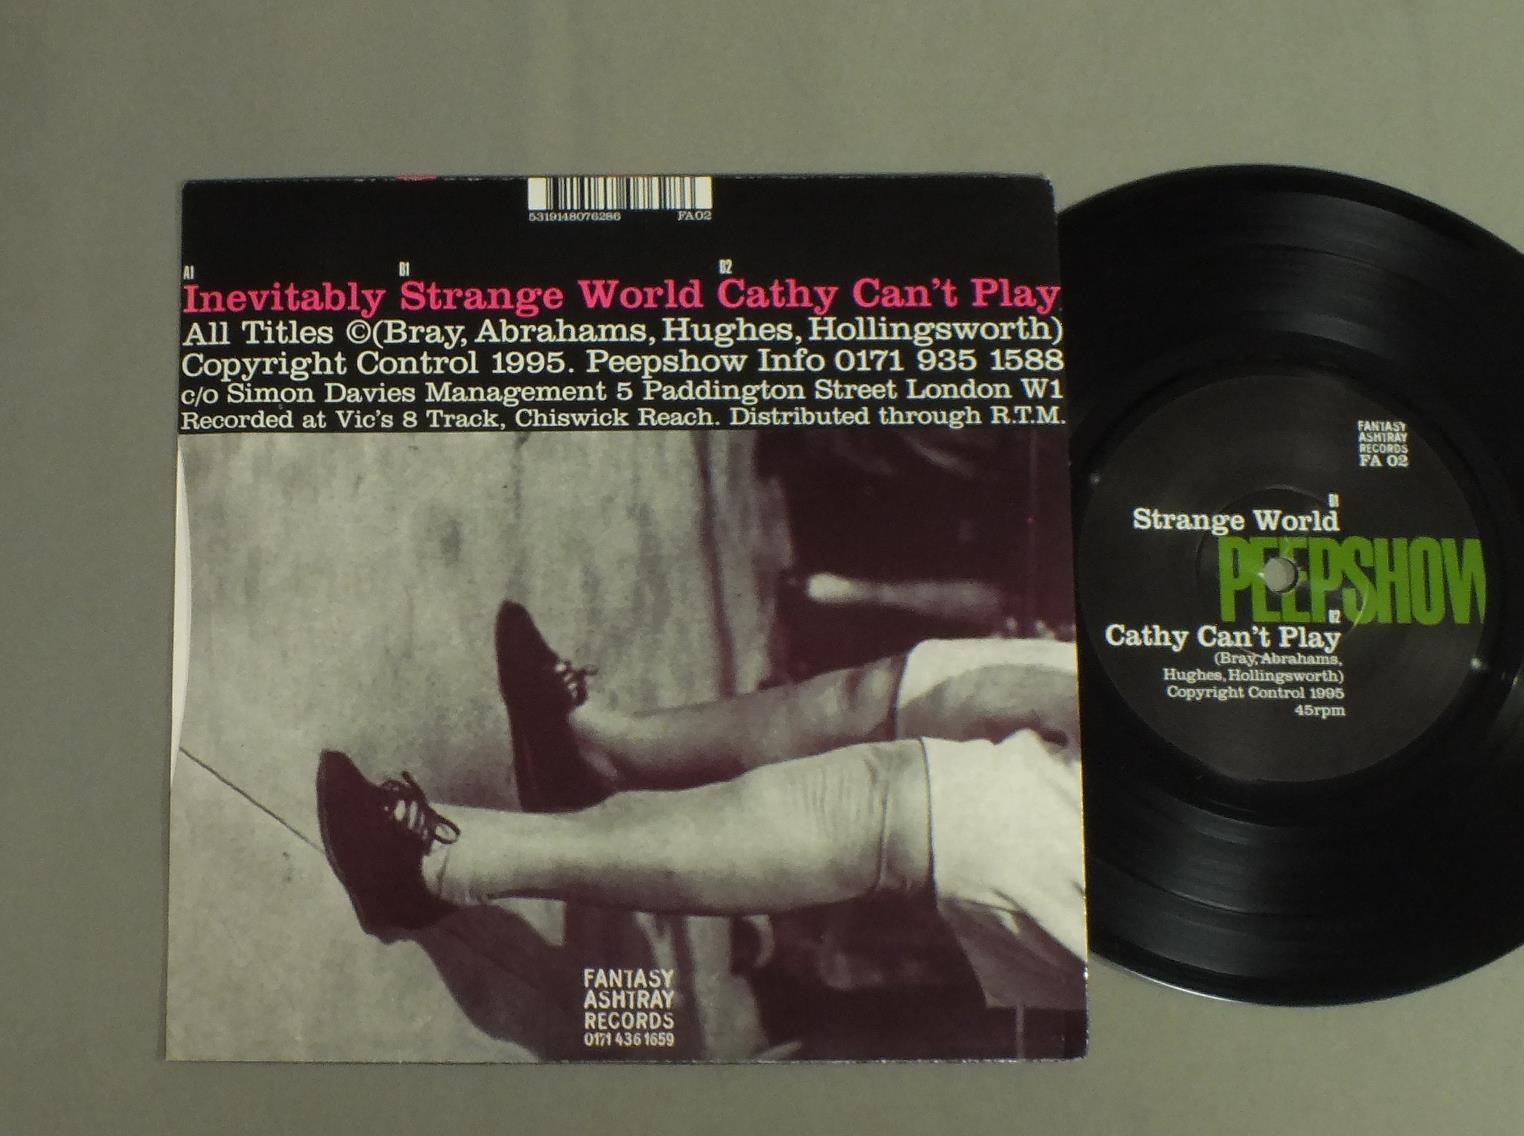 5319148076286 FA02
A1 B1 B2
Inevitably Strange World Cathy Can't Play
All Titles ©(Bray, Abrahams, Hughes, Hollingsworth)
Copyright Control 1995. Peepshow Info 0171 935 1588
c/o Simon Davies Management 5 Paddington Street London W1
Recorded at Vic's 8 Track, Chiswick Reach. Distributed through R.T.M.
FANTASY
ASHTRAY
RECORDS
0171 436 1659
FANTASY
ASHTRAY
RECORDS
FA 02
B1
Strange World
PEEPSHOW
B2
Cathy Can't Play
(Bray, Abrahams,
Hughes, Hollingsworth)
Copyright Control 1995
45rpm